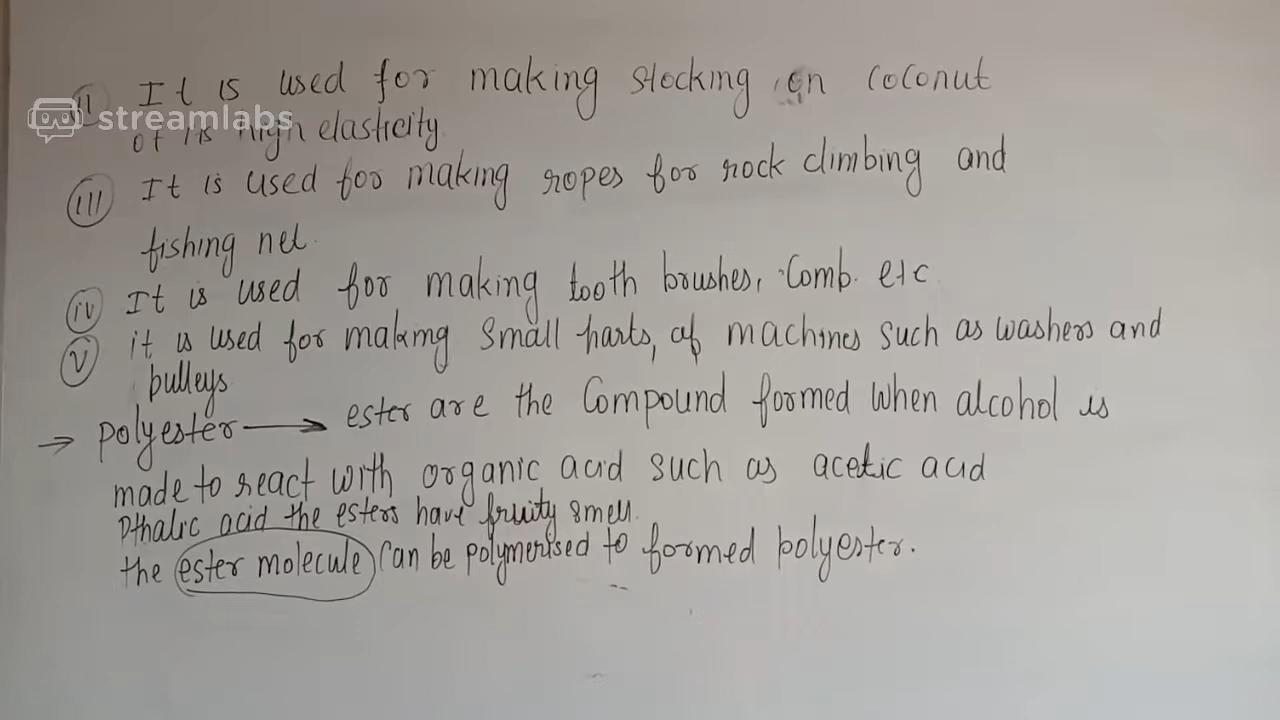 (ii) It is used for making stocking on coconut
streamlabs
of its high elasticity
(iii) It is used for making ropes for rock climbing and
fishing net.
(iv) It is used for making tooth brushes, Comb. etc
(v) it is used for making small parts, of machines such as washers and
pulleys
→ polyester → ester are the Compound formed when alcohol is
made to react with organic acid such as acetic acid
Pthalic acid the esters have fruity smell.
the ester molecule can be polymerised to formed polyester.